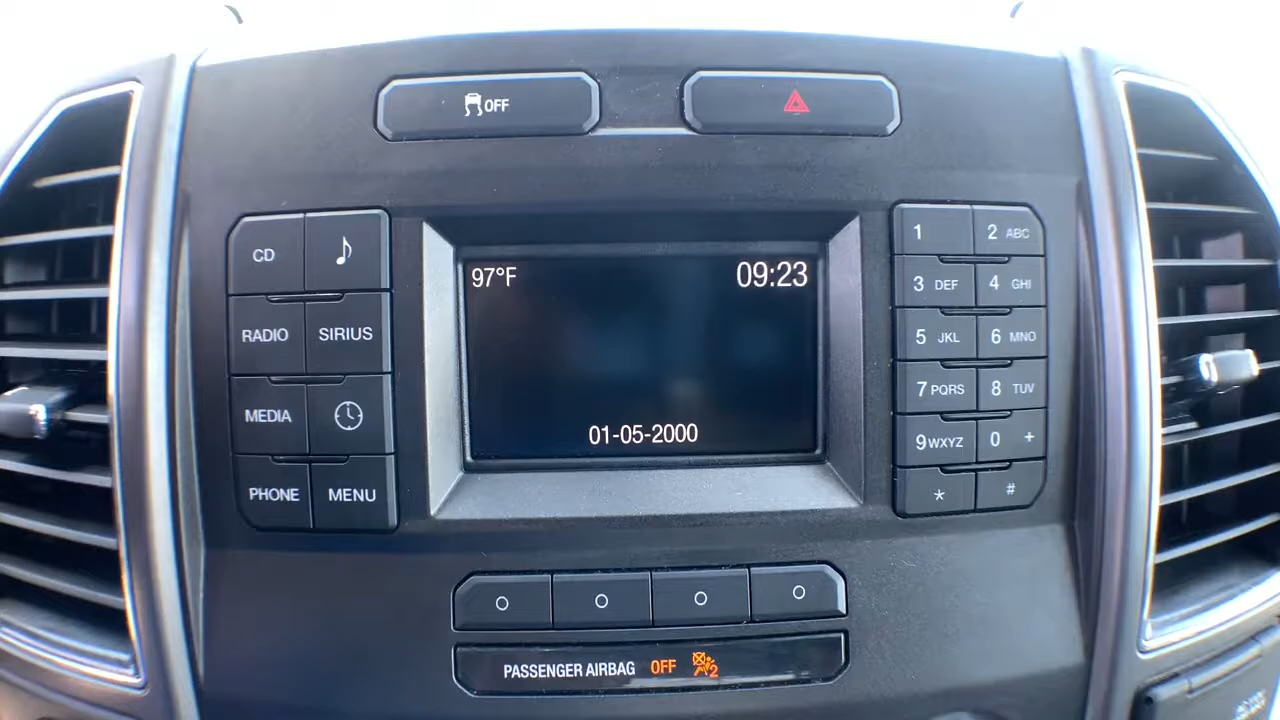 OFF
CD
RADIO SIRIUS
MEDIA
PHONE MENU
97°F 09:23
01-05-2000
1 2 ABC
3 DEF 4 GHI
5 JKL 6 MNO
7 PQRS 8 TUV
9 WXYZ 0 +
* #
PASSENGER AIRBAG OFF 2